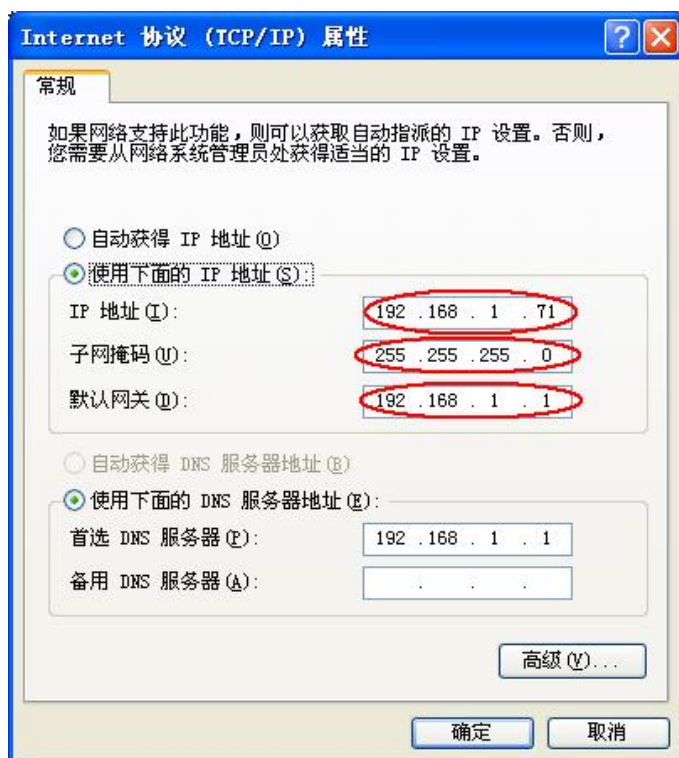 Internet 协议 (TCP/IP) 属性
常规
如果网络支持此功能，则可以获取自动指派的 IP 设置。否则，
您需要从网络系统管理员处获得适当的 IP 设置。
自动获得 IP 地址(O)
使用下面的 IP 地址(S):
IP 地址(I): 192 .168 . 1 . 71
子网掩码(U): 255 .255 .255 . 0
默认网关(D): 192 .168 . 1 . 1
自动获得 DNS 服务器地址(B)
使用下面的 DNS 服务器地址(E):
首选 DNS 服务器(P): 192 .168 . 1 . 1
备用 DNS 服务器(A): . . .
高级(V)...
确定 取消